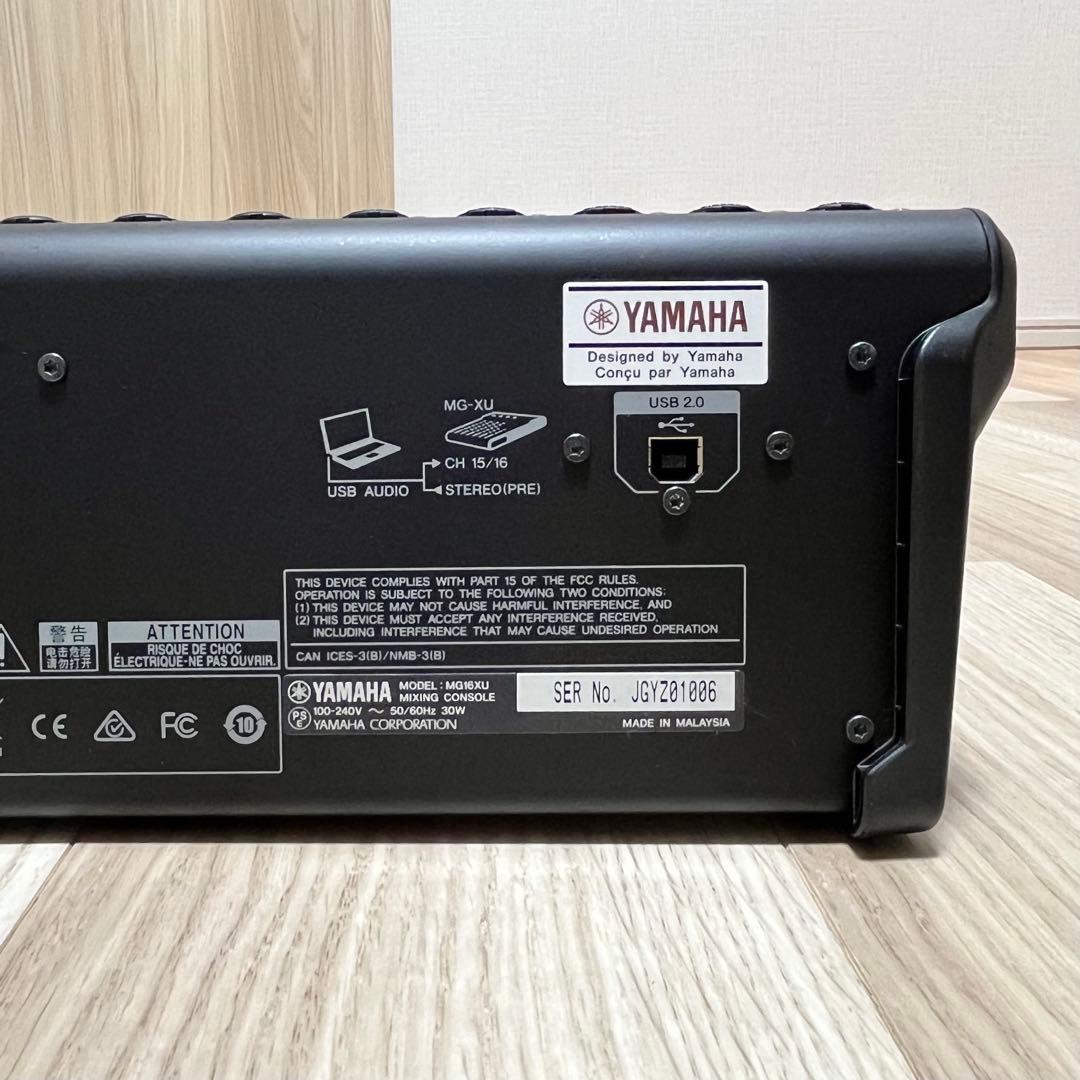 YAMAHA
Designed by Yamaha
Conçu par Yamaha
USB 2.0
MG-XU
CH 15/16
USB AUDIO
STEREO(PRE)
THIS DEVICE COMPLIES WITH PART 15 OF THE FCC RULES.
OPERATION IS SUBJECT TO THE FOLLOWING TWO CONDITIONS:
(1) THIS DEVICE MAY NOT CAUSE HARMFUL INTERFERENCE, AND
(2) THIS DEVICE MUST ACCEPT ANY INTERFERENCE RECEIVED,
INCLUDING INTERFERENCE THAT MAY CAUSE UNDESIRED OPERATION
CAN ICES-3(B)/NMB-3(B)
警告
电击危险
请勿打开
ATTENTION
RISQUE DE CHOC
ÉLECTRIQUE-NE PAS OUVRIR.
CE
FC
10
YAMAHA
MODEL: MG16XU
MIXING CONSOLE
PSE
100-240V ~ 50/60Hz 30W
YAMAHA CORPORATION
SER No. JGYZ01006
MADE IN MALAYSIA